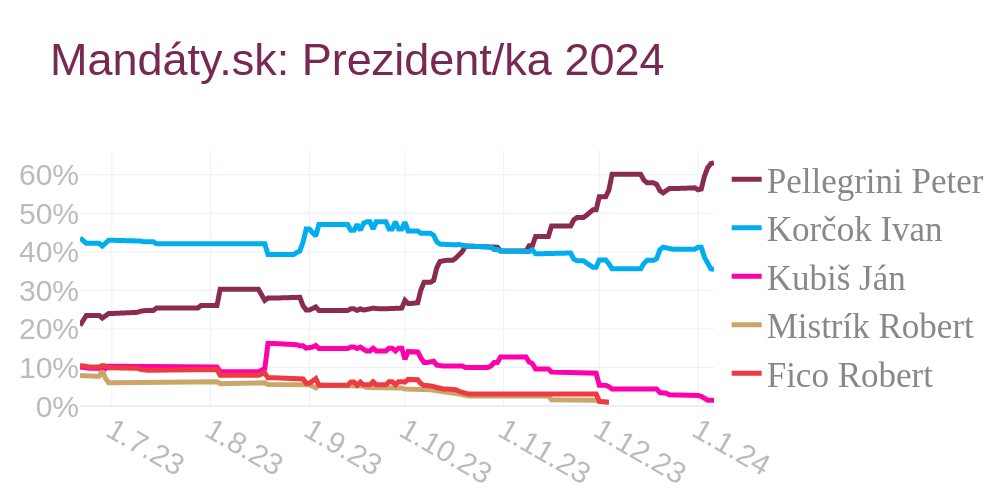 Mandáty.sk: Prezident/ka 2024
60%
50%
40%
30%
20%
10%
0%
1.7.23
1.8.23
1.9.23
1.10.23
1.11.23
1.12.23
1.1.24
Pellegrini Peter
Korčok Ivan
Kubiš Ján
Mistrík Robert
Fico Robert